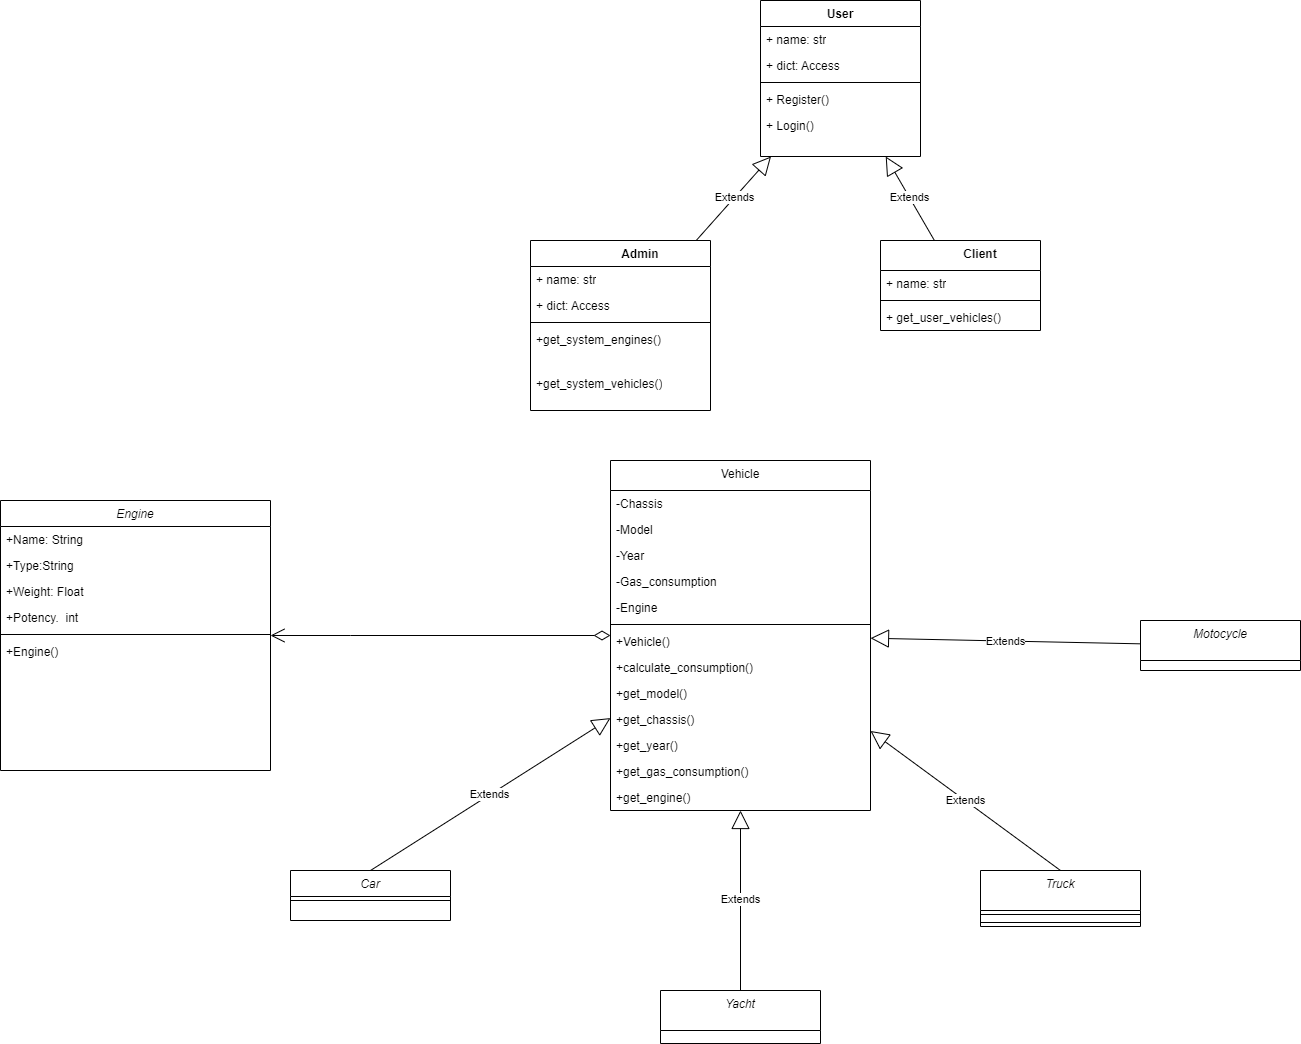 User
+ name: str
+ dict: Access
+ Register()
+ Login()
Extends
Extends
Admin
+ name: str
+ dict: Access
+get_system_engines()
+get_system_vehicles()
Client
+ name: str
+ get_user_vehicles()
Engine
+Name: String
+Type:String
+Weight: Float
+Potency.  int
+Engine()
Vehicle
-Chassis
-Model
-Year
-Gas_consumption
-Engine
+Vehicle()
+calculate_consumption()
+get_model()
+get_chassis()
+get_year()
+get_gas_consumption()
+get_engine()
Extends
Motocycle
Extends
Extends
Car
Truck
Extends
Yacht